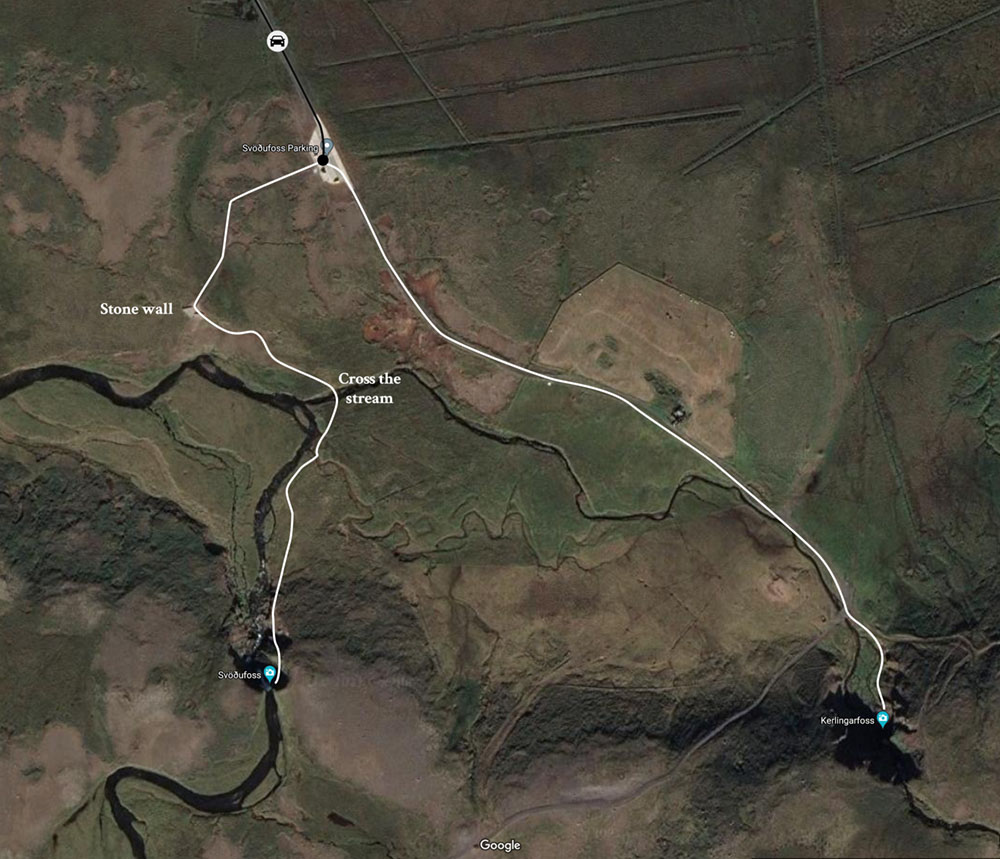 Svöðufoss Parking
Stone wall
Cross the
stream
Svöðufoss
Kerlingarfoss
Google